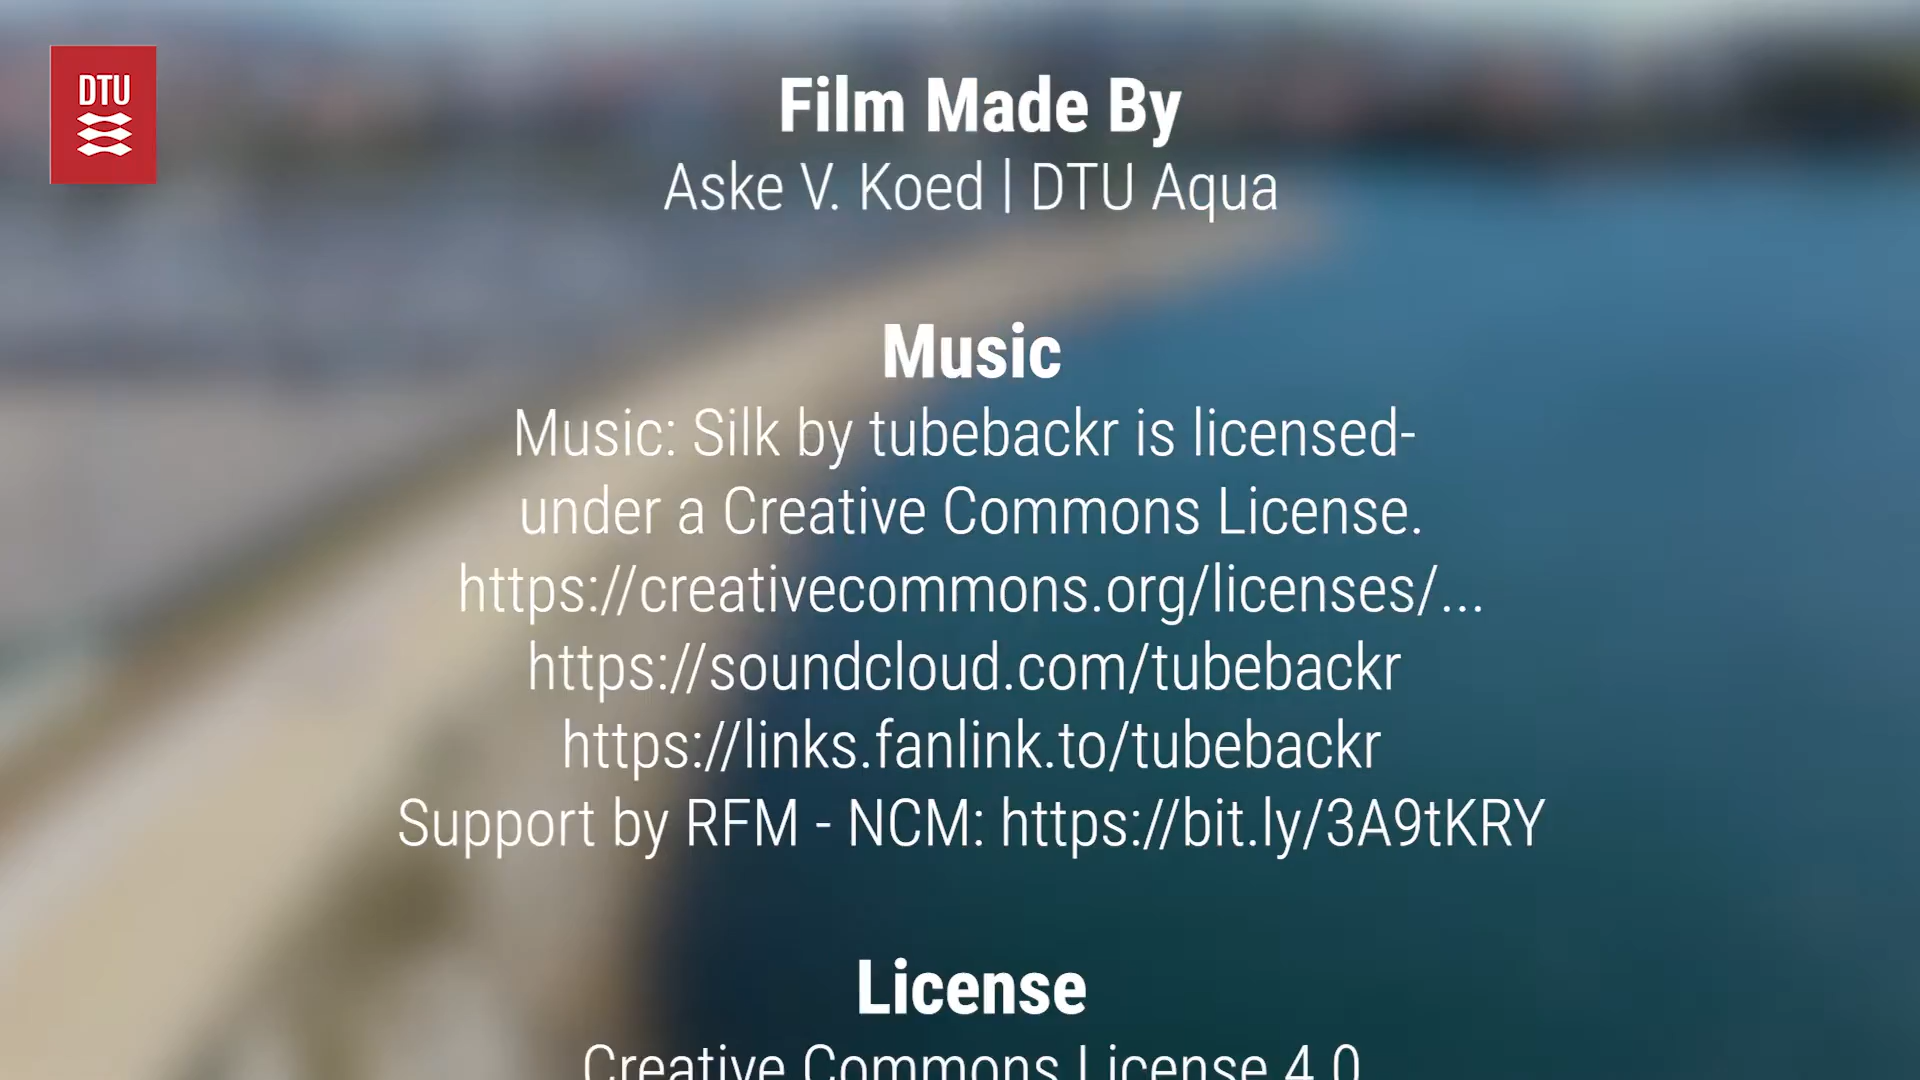 DTU
Film Made By
Aske V. Koed | DTU Aqua
Music
Music: Silk by tubebackr is licensed-
under a Creative Commons License.
https://creativecommons.org/licenses/...
https://soundcloud.com/tubebackr
https://links.fanlink.to/tubebackr
Support by RFM - NCM: https://bit.ly/3A9tKRY
License
Creative Commons License 4.0